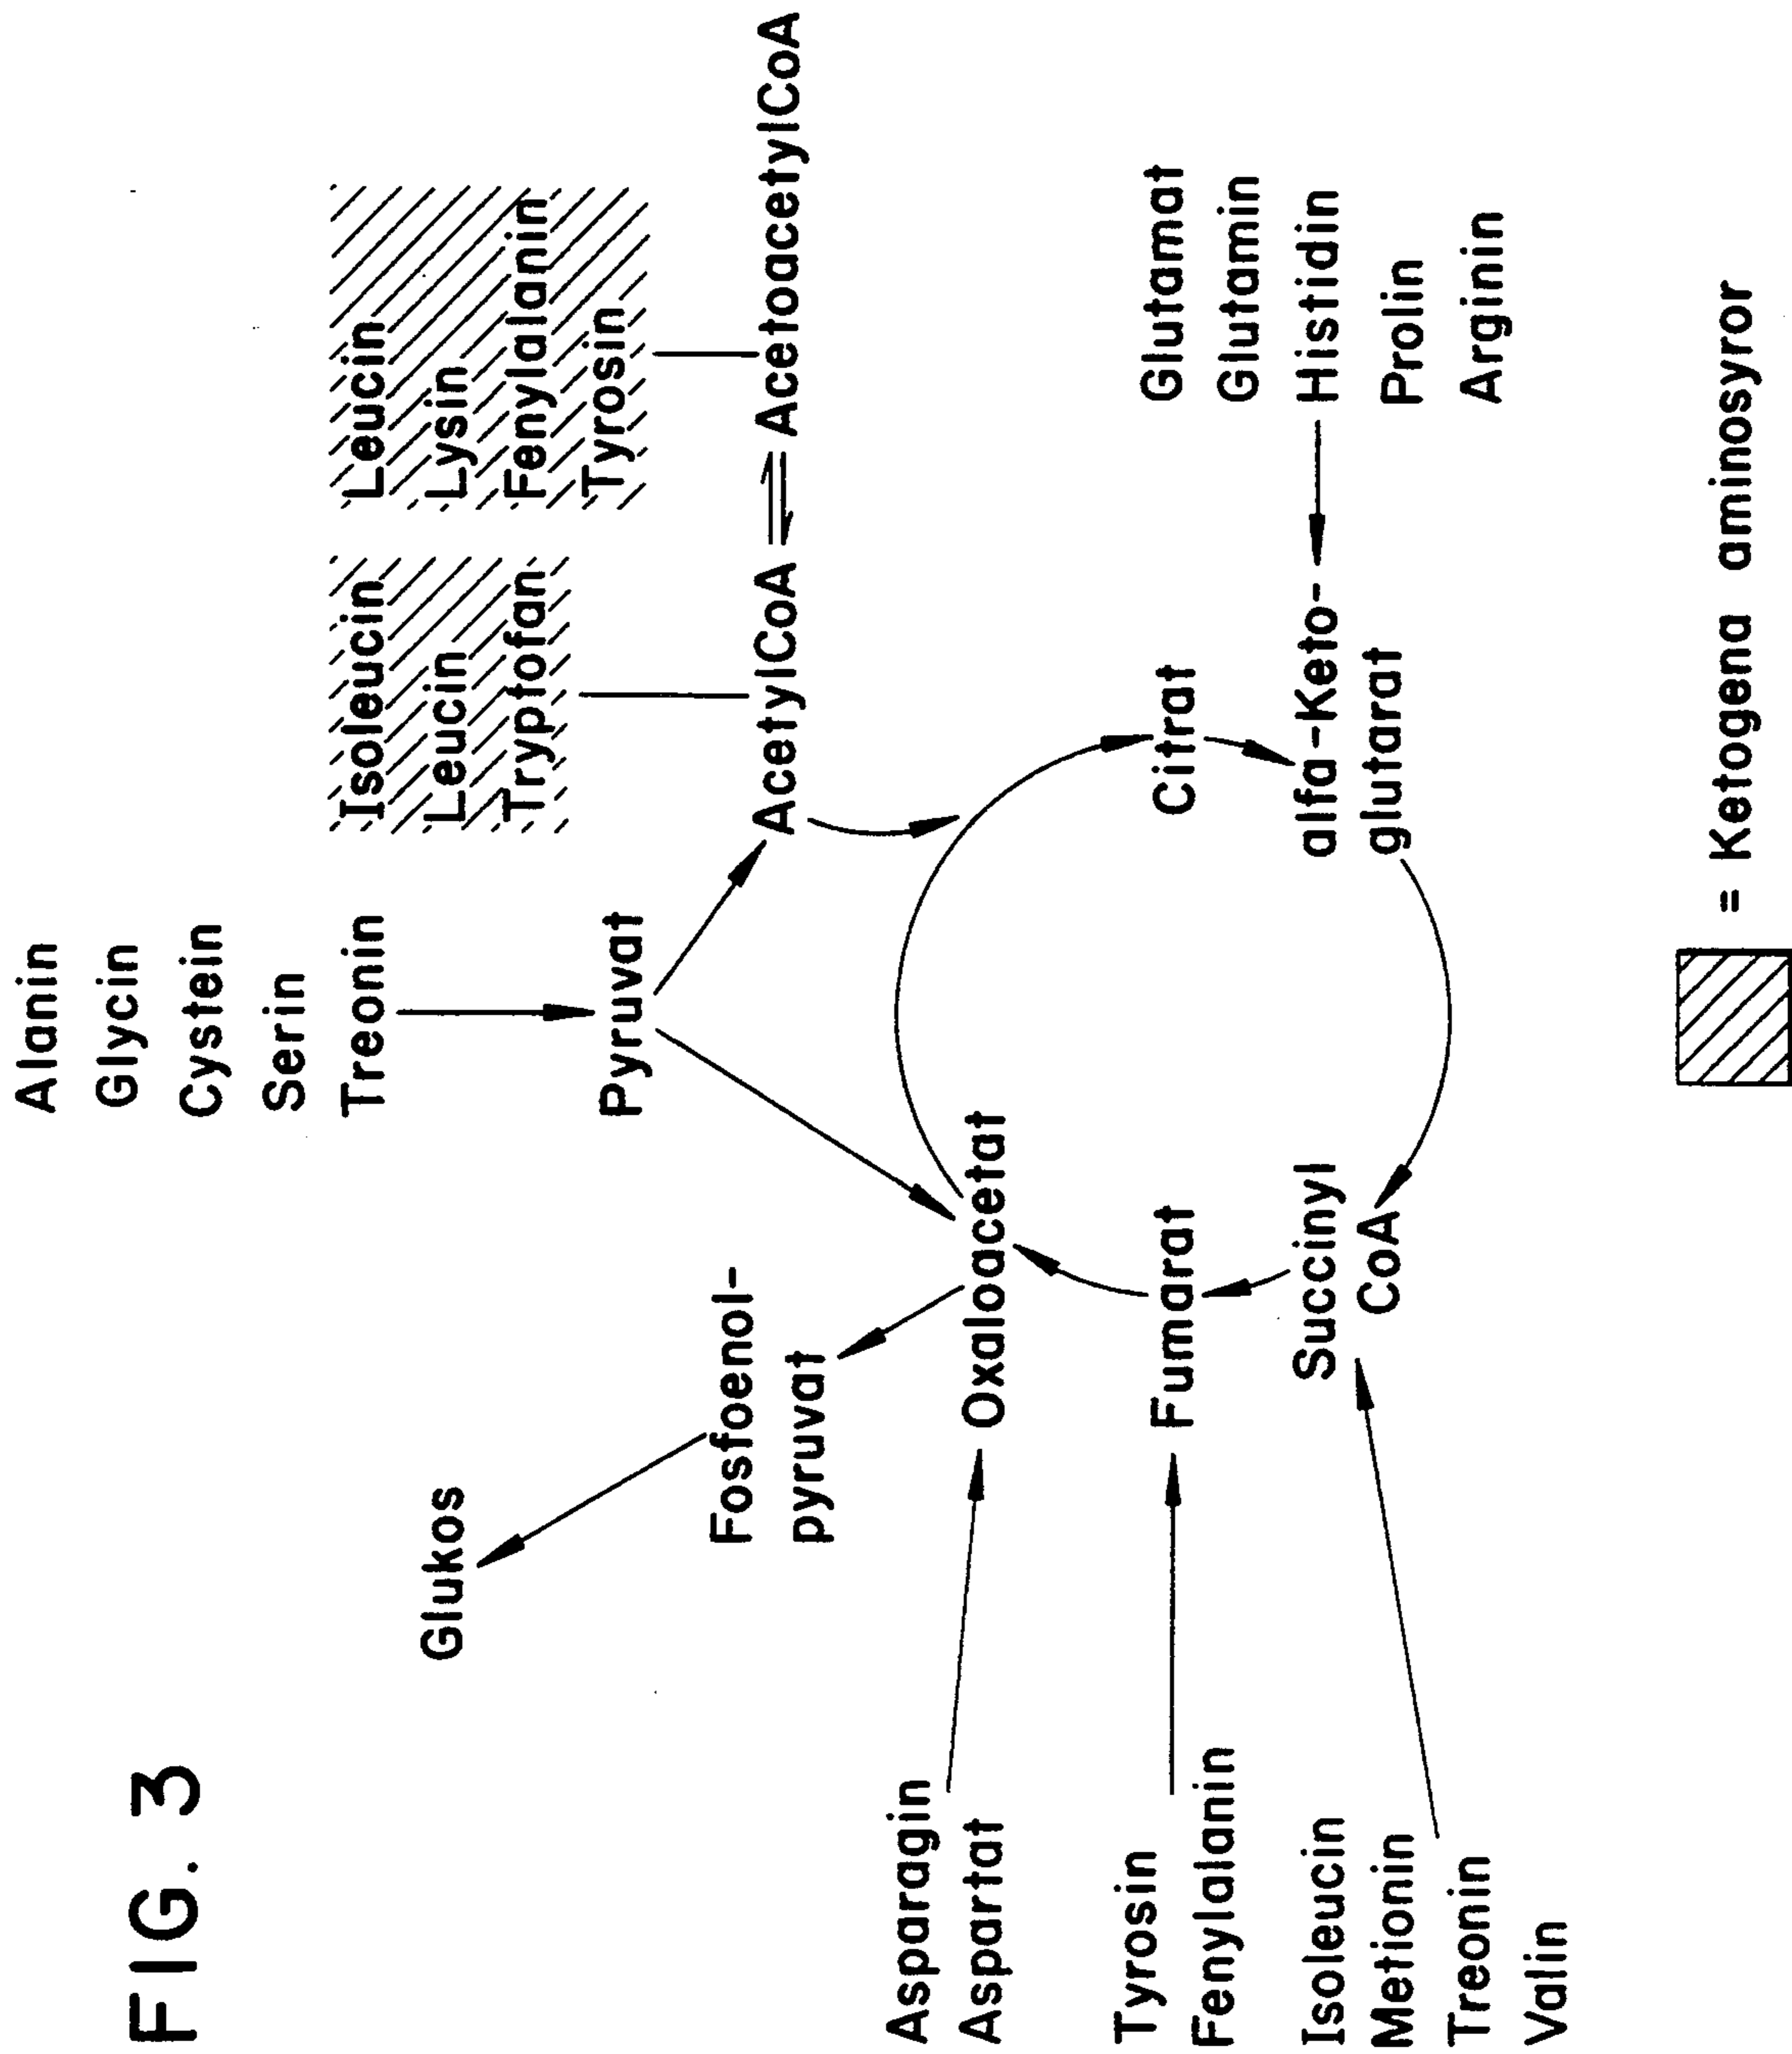 FIG. 3
Alanin
Glycin
Cystein
Serin
Treonin
Isoleucin
Leucin
Tryptofan
Leucin
Lysin
Fenylalanin
Tyrosin
Glukos
Pyruvat
Fosfoenol-
pyruvat
AcetylCoA
AcetoacetylCoA
Asparagin
Aspartat
Oxaloacetat
Tyrosin
Fenylalanin
Fumarat
Citrat
Glutamat
Glutamin
Histidin
Prolin
Arginin
Isoleucin
Metionin
Treonin
Valin
Succinyl
CoA
alfa-Keto-
glutarat
= Ketogena aminosyror